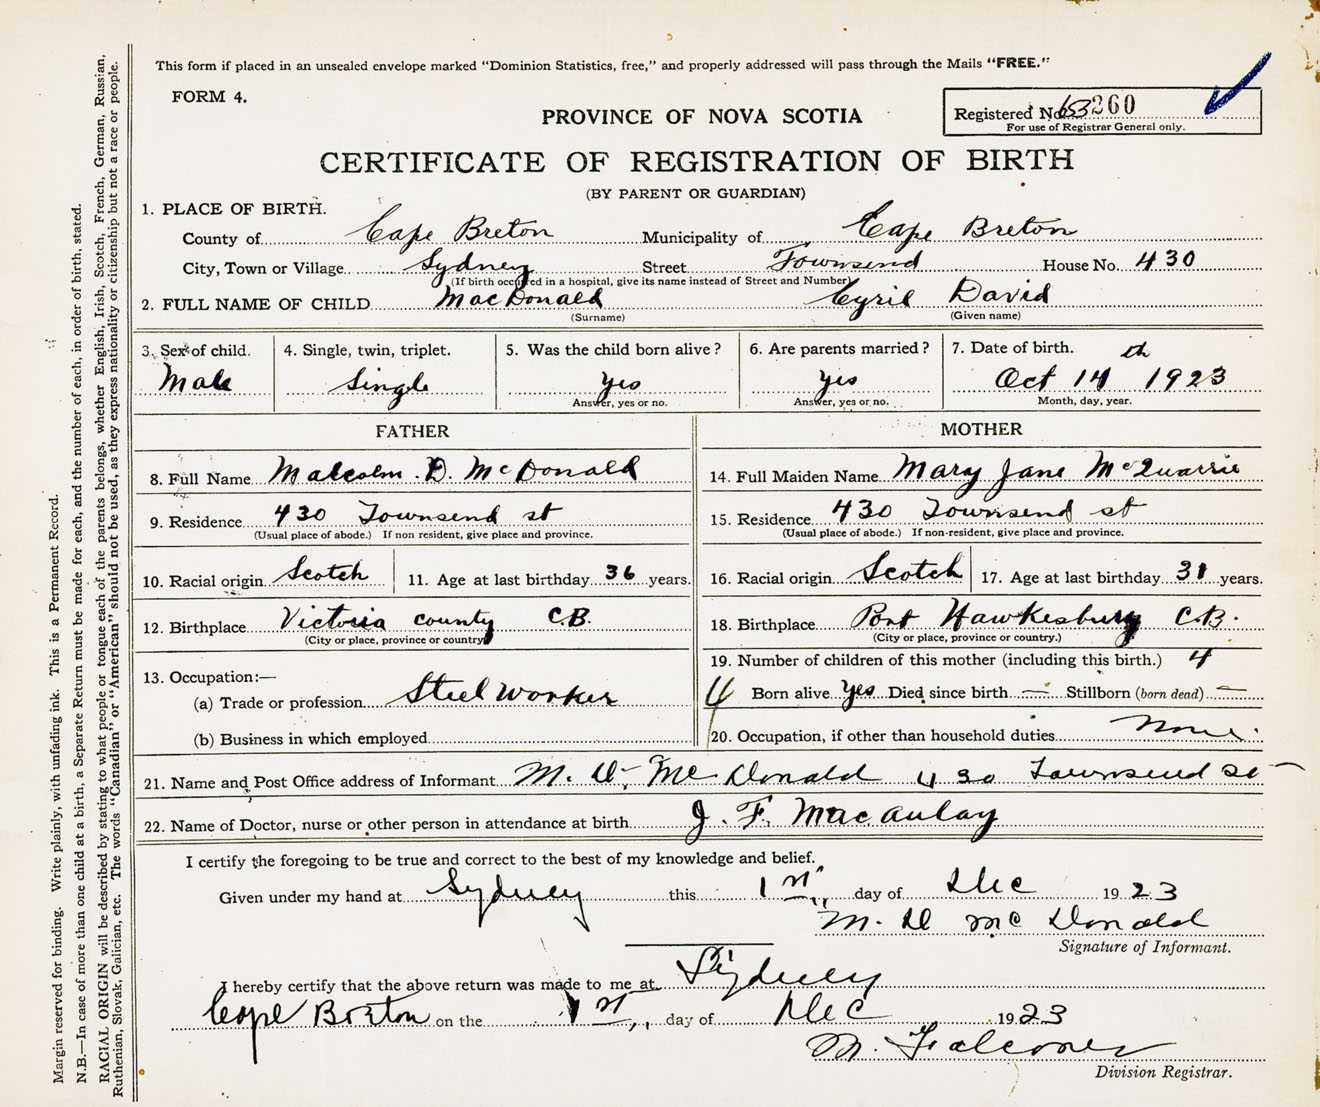 This form if placed in an unsealed envelope marked "Dominion Statistics, free," and properly addressed will pass through the Mails "FREE."
FORM 4.
PROVINCE OF NOVA SCOTIA
Registered No. 260
For use of Registrar General only.
CERTIFICATE OF REGISTRATION OF BIRTH
(BY PARENT OR GUARDIAN)
1. PLACE OF BIRTH.
County of Cape Breton Municipality of Cape Breton
City, Town or Village Sydney Street Townsend House No. 430
(If birth occurred in a hospital, give its name instead of Street and Number)
2. FULL NAME OF CHILD MacDonald Cyril David
(Surname) (Given name)
3. Sex of child. 4. Single, twin, triplet. 5. Was the child born alive? 6. Are parents married? 7. Date of birth.
Male Single Yes Yes Oct 14th 1923
Answer, yes or no. Answer, yes or no. Month, day, year.
FATHER MOTHER
8. Full Name Malcolm D. McDonald 14. Full Maiden Name Mary Jane McQuarrie
9. Residence 430 Townsend st 15. Residence 430 Townsend st
(Usual place of abode.) If non resident, give place and province. (Usual place of abode.) If non-resident, give place and province.
10. Racial origin Scotch 11. Age at last birthday 36 years. 16. Racial origin Scotch 17. Age at last birthday 31 years.
12. Birthplace Victoria county C.B. 18. Birthplace Port Hawkesbury C.B.
(City or place, province or country) (City or place, province or country.)
19. Number of children of this mother (including this birth.) 4
13. Occupation:—
(a) Trade or profession Steel Worker 4 Born alive Yes Died since birth — Stillborn (born dead) —
(b) Business in which employed 20. Occupation, if other than household duties None
21. Name and Post Office address of Informant M. D. McDonald 430 Townsend St
22. Name of Doctor, nurse or other person in attendance at birth J. F. Macaulay
I certify the foregoing to be true and correct to the best of my knowledge and belief.
Given under my hand at Sydney this 1st day of Dec 1923
M. D McDonald
Signature of Informant.
I hereby certify that the above return was made to me at Sydney
Cape Breton on the 1st day of Dec 1923
M. Falconer
Division Registrar.
Margin reserved for binding. Write plainly, with unfading ink. This is a Permanent Record.
N.B.—In case of more than one child at a birth, a Separate Return must be made for each, and the number of each, in order of birth, stated.
RACIAL ORIGIN will be described by stating to what people or tongue each of the parents belongs, whether English, Irish, Scotch, French, German, Russian,
Ruthenian, Slovak, Galician, etc. The words "Canadian" or "American" should not be used, as they express nationality or citizenship but not a race or people.